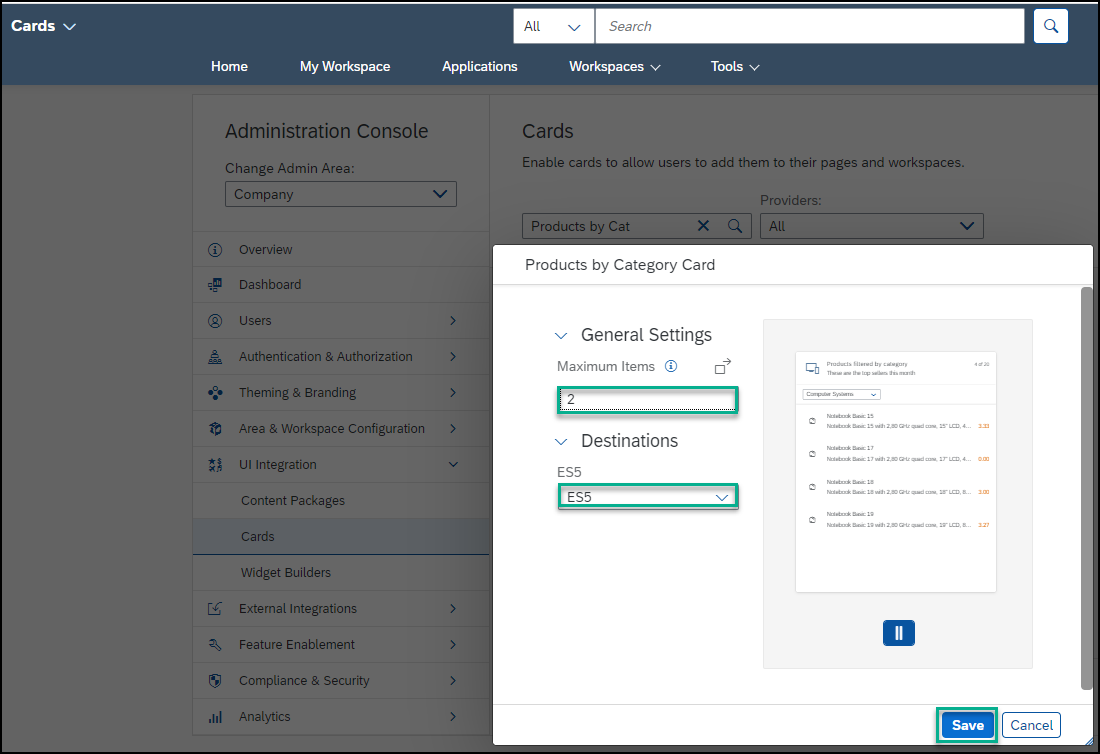 Cards
All
Search
Home
My Workspace
Applications
Workspaces
Tools
Administration Console
Change Admin Area:
Company
Overview
Dashboard
Users
Authentication & Authorization
Theming & Branding
Area & Workspace Configuration
UI Integration
Content Packages
Cards
Widget Builders
External Integrations
Feature Enablement
Compliance & Security
Analytics
Cards
Enable cards to allow users to add them to their pages and workspaces.
Providers:
Products by Cat
All
Products by Category Card
General Settings
Maximum Items
2
Destinations
ES5
ES5
Products filtered by category
4 of 20
These are the top sellers this month
Computer Systems
Notebook Basic 15
Notebook Basic 15 with 2,80 GHz quad core, 15" LCD, 4... 3.33
Notebook Basic 17
Notebook Basic 17 with 2,80 GHz quad core, 17" LCD, 4... 0.00
Notebook Basic 18
Notebook Basic 18 with 2,80 GHz quad core, 18" LCD, 8... 3.00
Notebook Basic 19
Notebook Basic 19 with 2,80 GHz quad core, 19" LCD, 8... 3.27
Save
Cancel